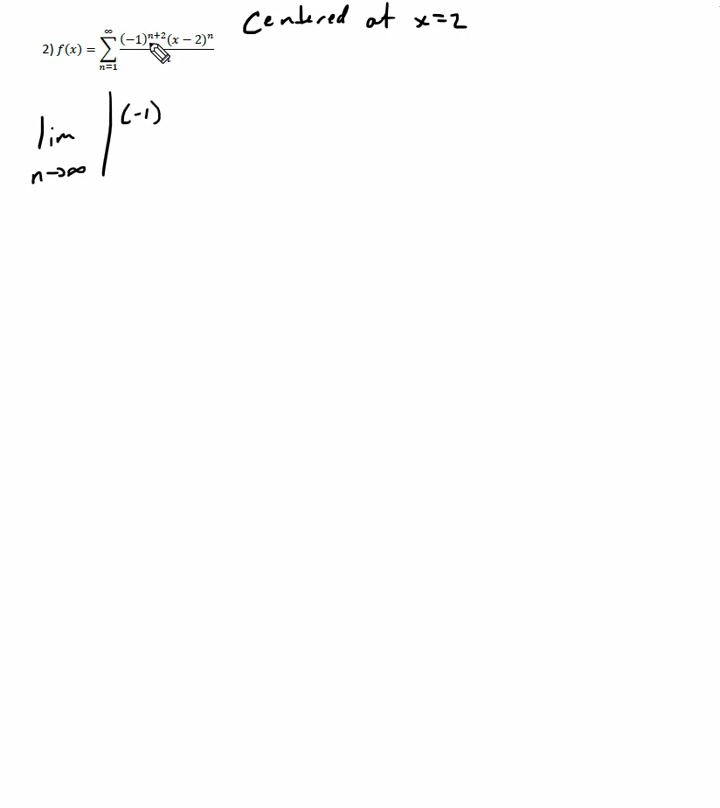 Centered at x=2
2) f(x) = ∞∑n=1 (−1)ⁿ⁺²(x − 2)ⁿ
lim n→∞ | (-1)